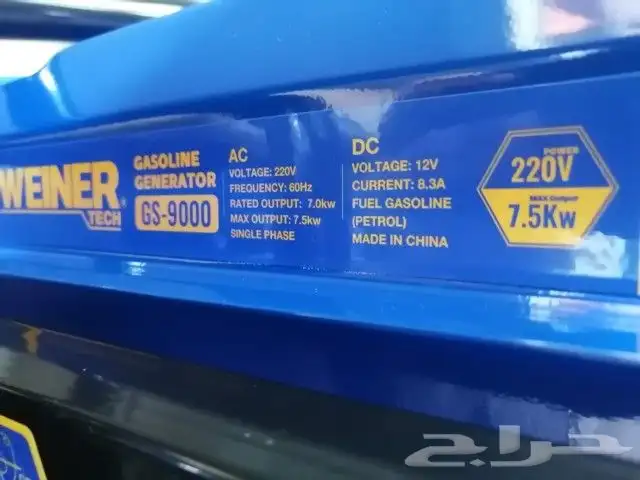 WEINER
TECH
GASOLINE
GENERATOR
GS-9000
AC
VOLTAGE: 220V
FREQUENCY: 60Hz
RATED OUTPUT: 7.0kw
MAX OUTPUT: 7.5kw
SINGLE PHASE
DC
VOLTAGE: 12V
CURRENT: 8.3A
FUEL GASOLINE
(PETROL)
MADE IN CHINA
POWER
220V
MAX Output
7.5Kw
حراج